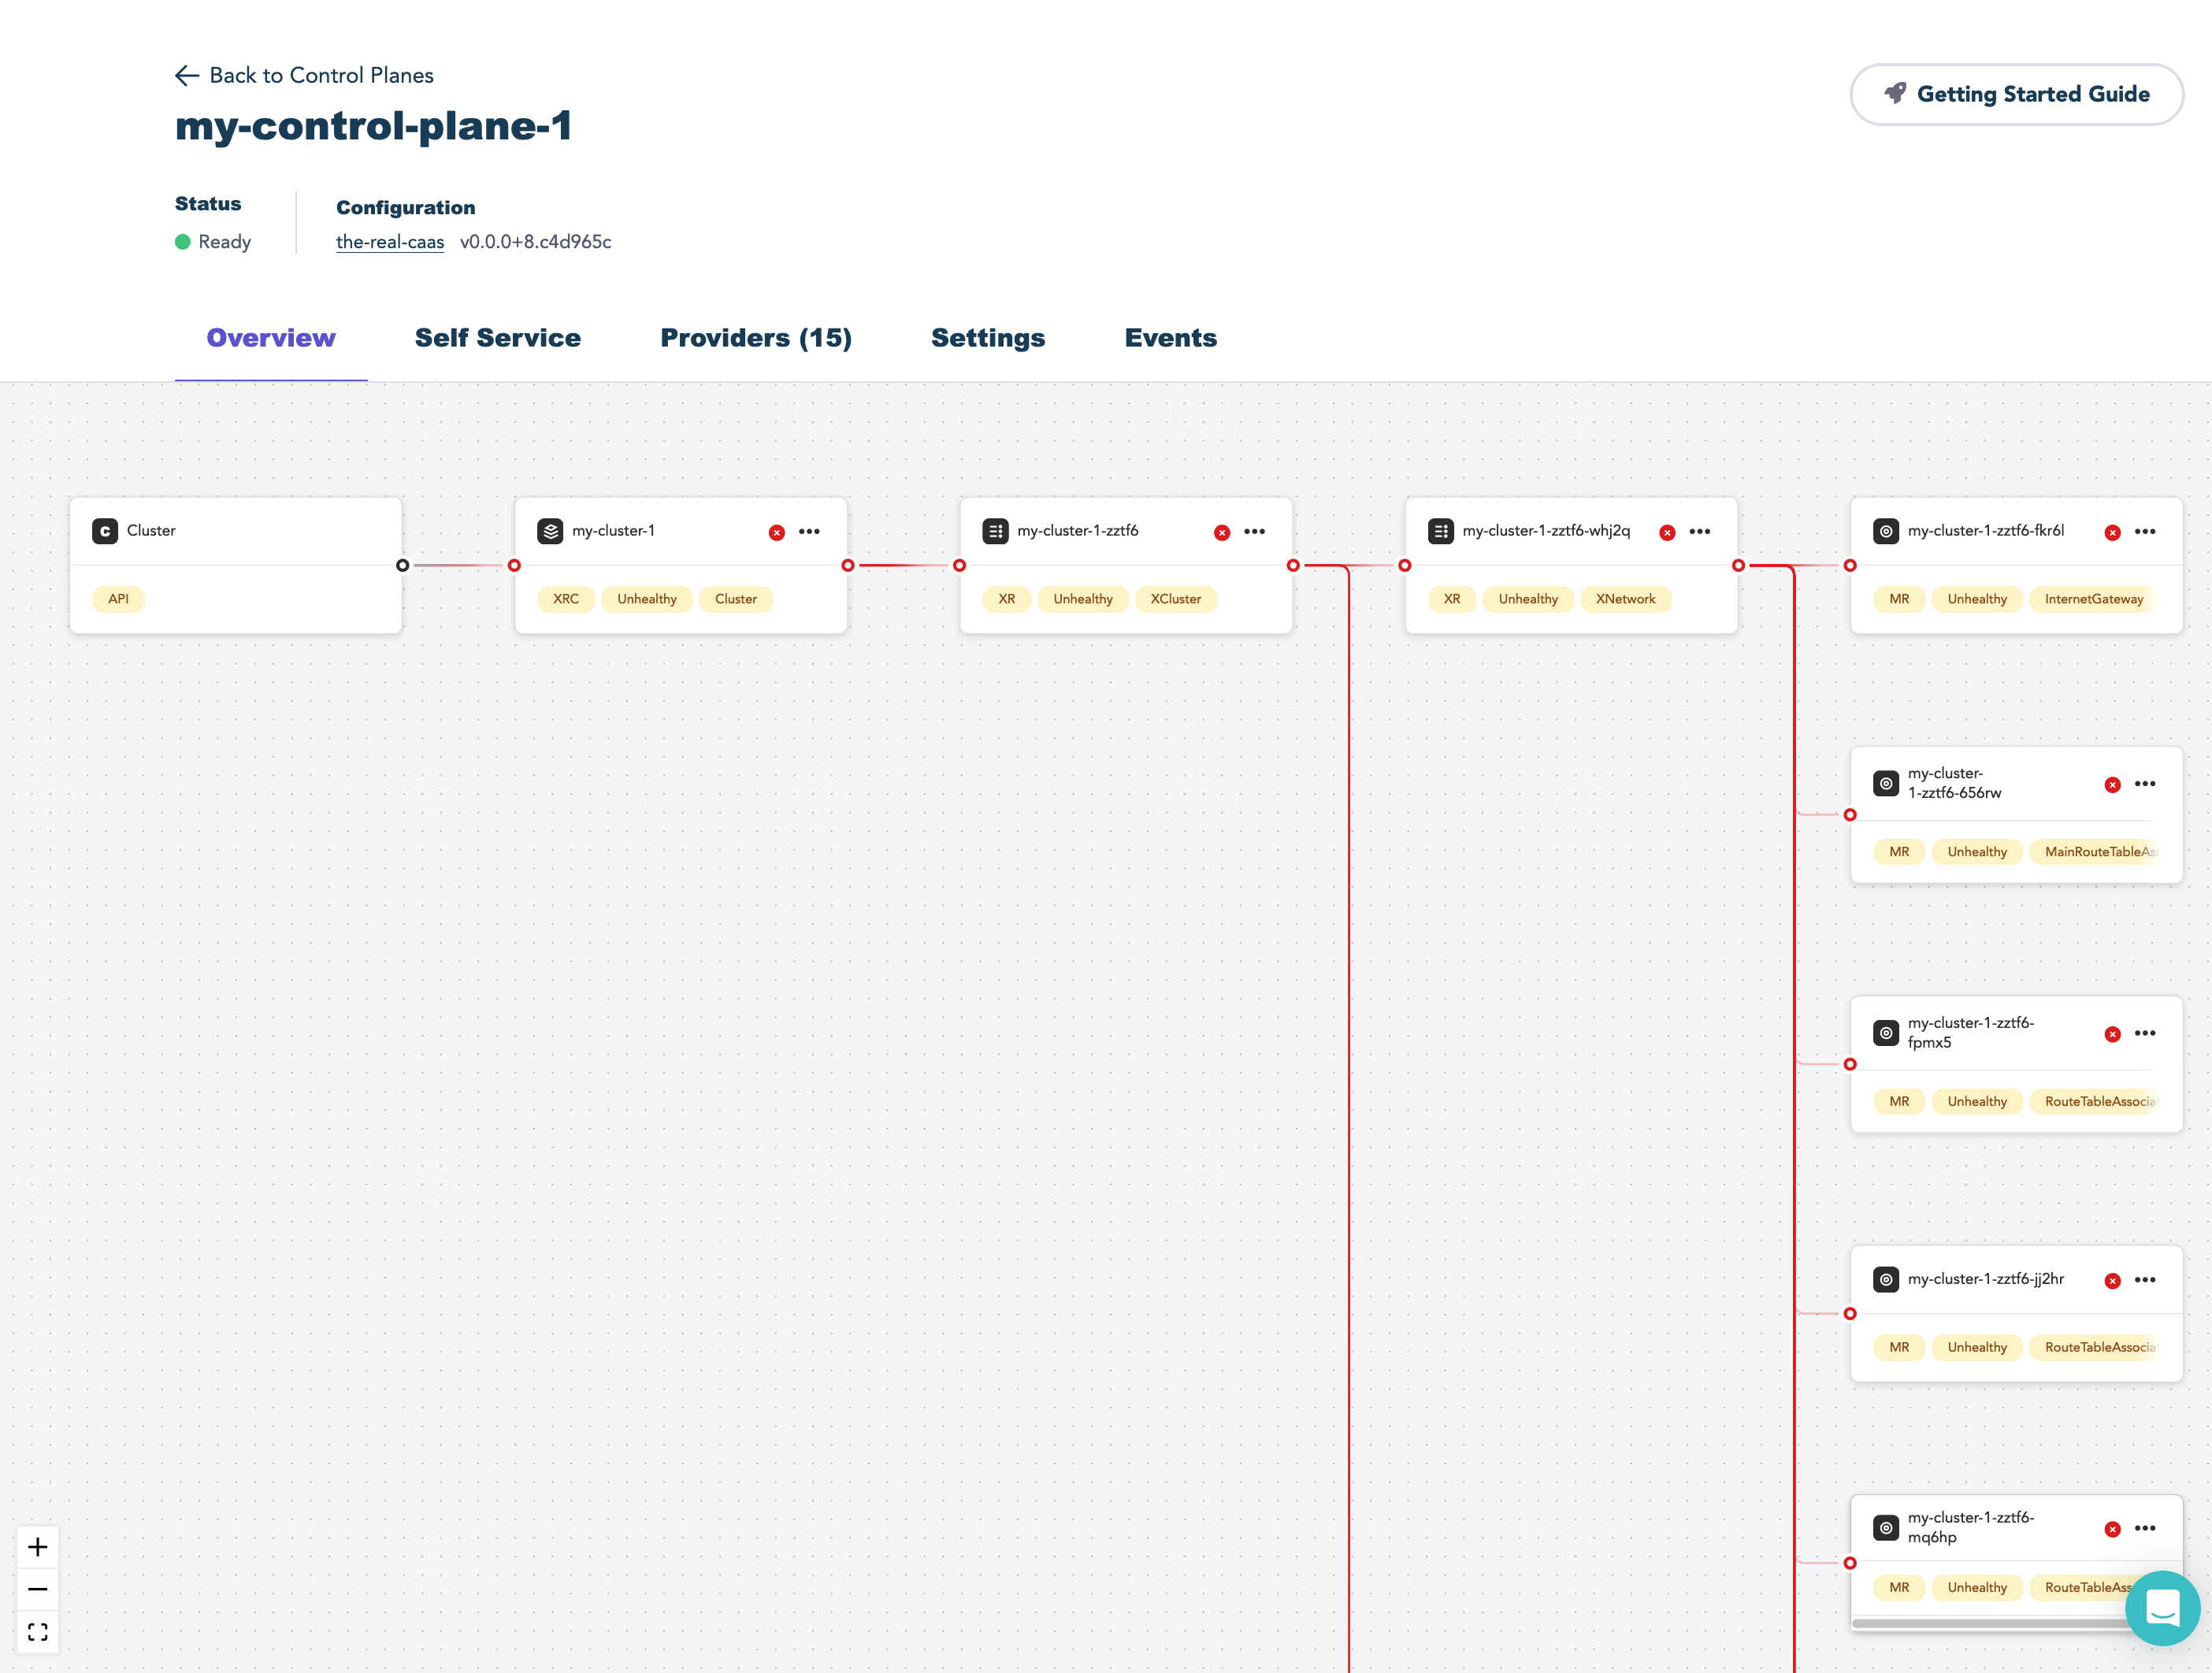 Back to Control Planes
my-control-plane-1
Getting Started Guide
Status
Ready
Configuration
the-real-caas v0.0.0+8.c4d965c
Overview
Self Service
Providers (15)
Settings
Events
C Cluster
API
my-cluster-1
XRC Unhealthy Cluster
my-cluster-1-zztf6
XR Unhealthy XCluster
my-cluster-1-zztf6-whj2q
XR Unhealthy XNetwork
my-cluster-1-zztf6-fkr6l
MR Unhealthy InternetGateway
my-cluster-
1-zztf6-656rw
MR Unhealthy MainRouteTableAs
my-cluster-1-zztf6-
fpmx5
MR Unhealthy RouteTableAssocia
my-cluster-1-zztf6-jj2hr
MR Unhealthy RouteTableAssocia
my-cluster-1-zztf6-
mq6hp
MR Unhealthy RouteTableAss